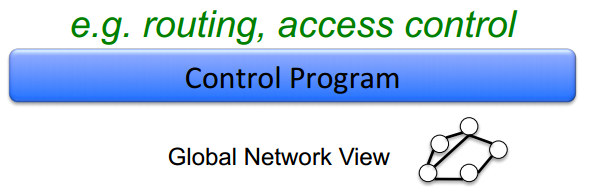 e.g. routing, access control
Control Program
Global Network View